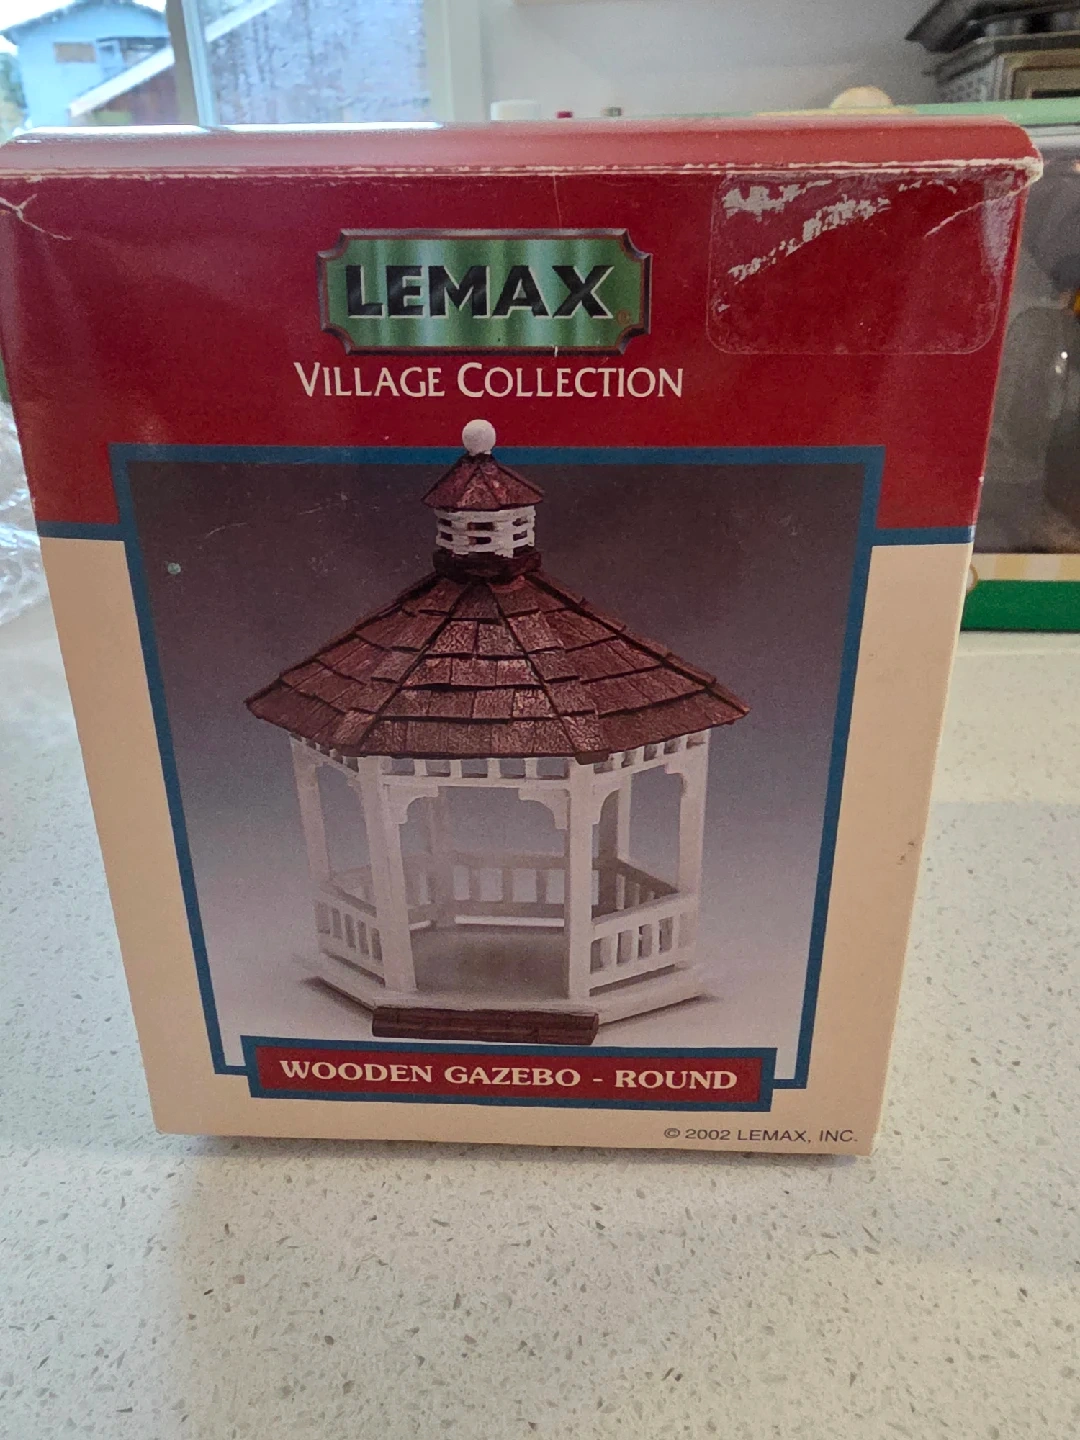 LEMAX
VILLAGE COLLECTION
WOODEN GAZEBO - ROUND
© 2002 LEMAX, INC.